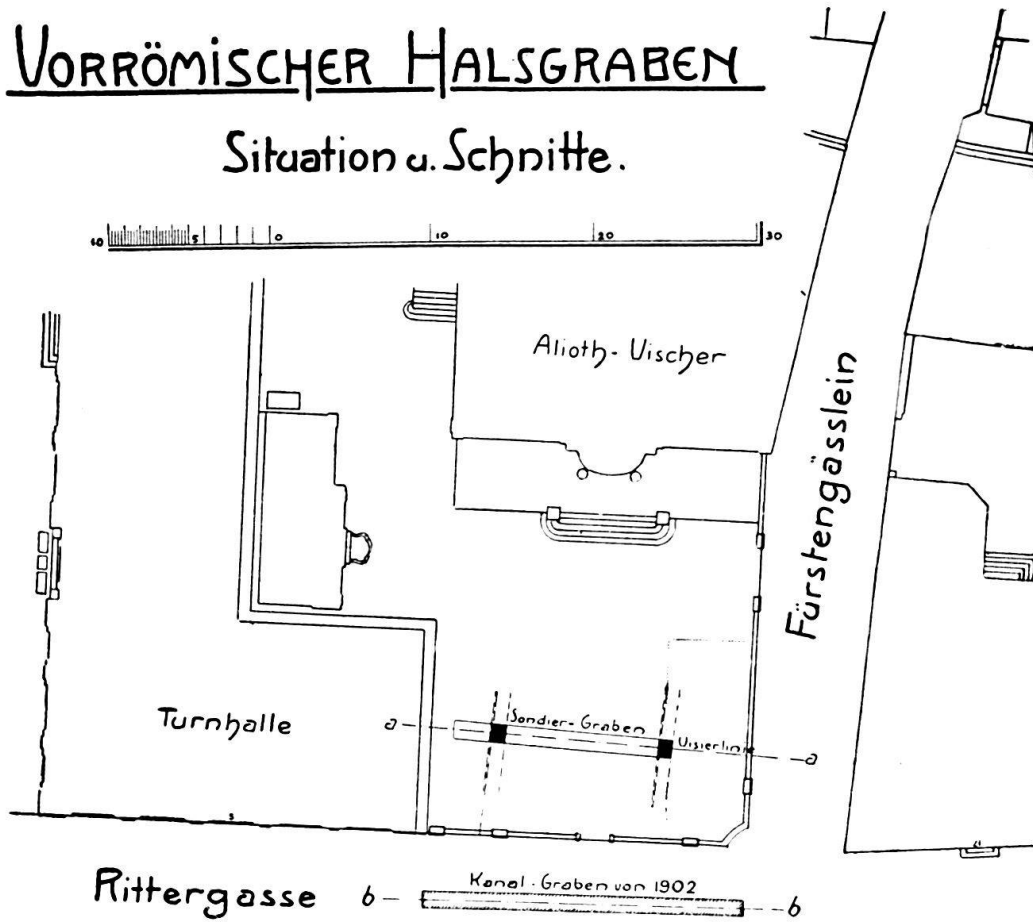 VORRÖMISCHER HALSGRABEN
Situation u. Schnitte.
10 5 0 10 20 30
Alioth-Vischer
Fürstengässlein
Turnhalle
a Sondier-Graben Visierlinie a
Rittergasse
b Kanal-Graben von 1902 b